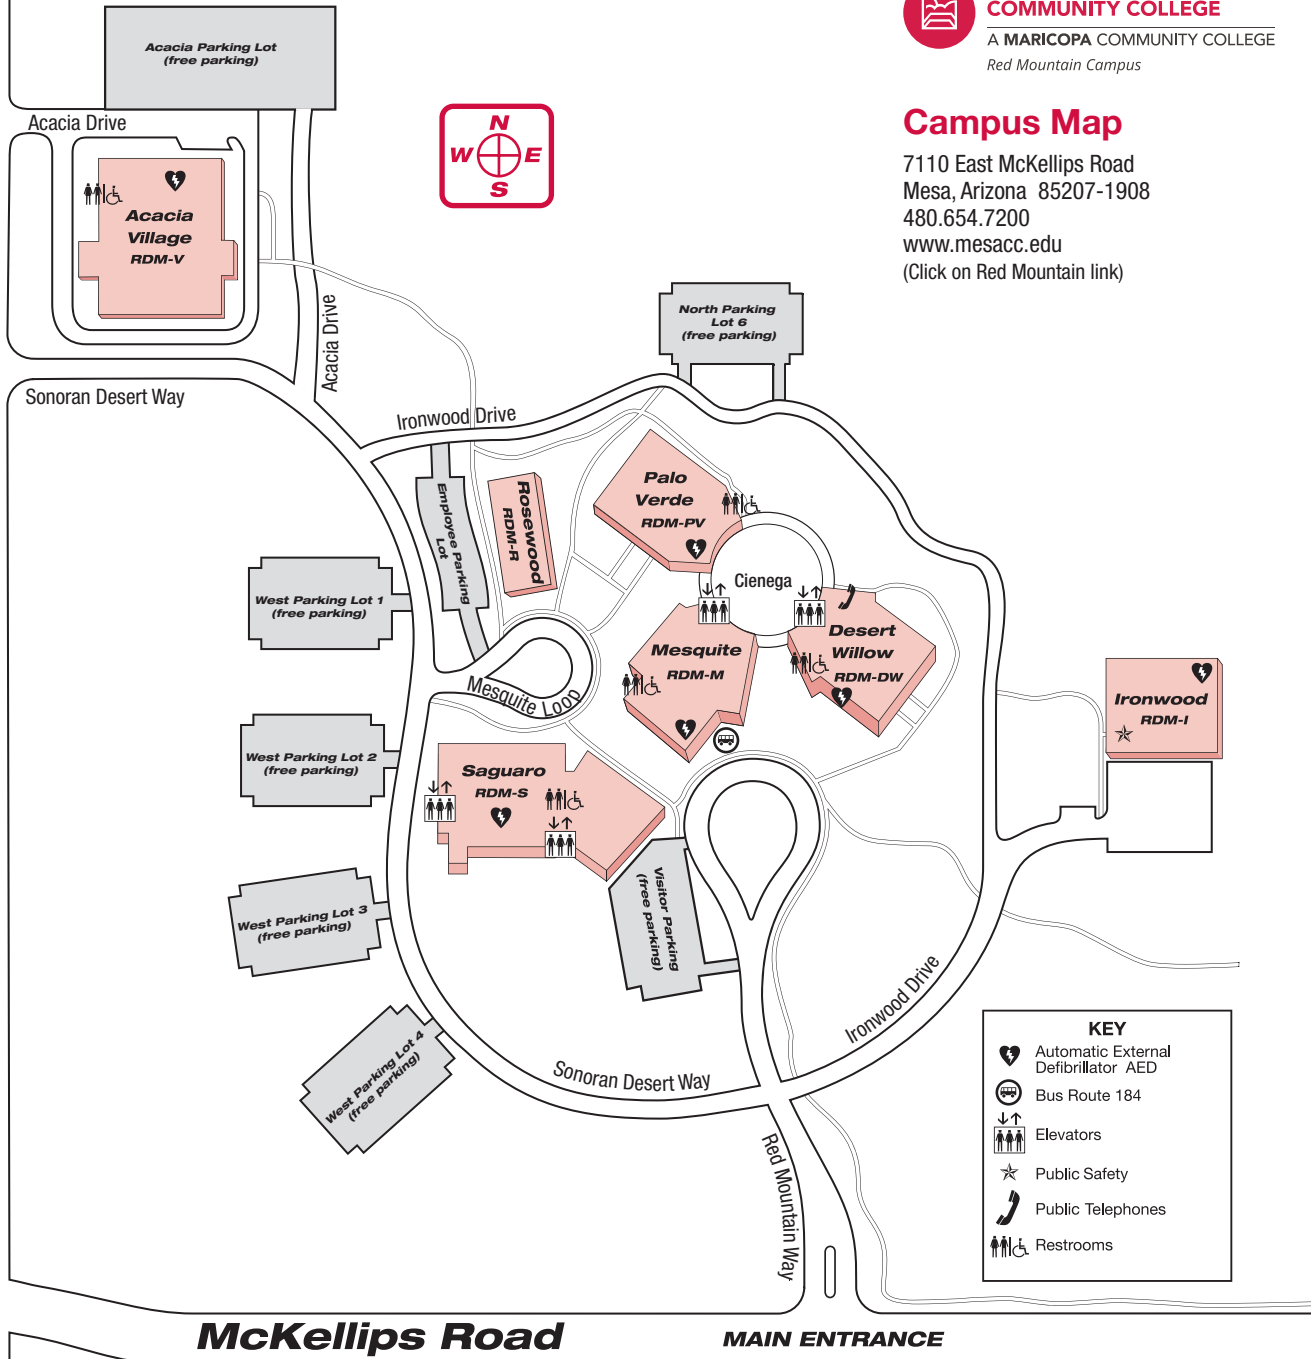 COMMUNITY COLLEGE
A MARICOPA COMMUNITY COLLEGE
Red Mountain Campus
Campus Map
7110 East McKellips Road
Mesa, Arizona 85207-1908
480.654.7200
www.mesacc.edu
(Click on Red Mountain link)
Acacia Parking Lot
(free parking)
Acacia Drive
N
W E
S
Acacia
Village
RDM-V
Acacia Drive
Sonoran Desert Way
North Parking
Lot 6
(free parking)
Ironwood Drive
Employee Parking
Lot
Rosewood
RDM-R
Palo
Verde
RDM-PV
Cienega
West Parking Lot 1
(free parking)
Mesquite
RDM-M
Desert
Willow
RDM-DW
Mesquite Loop
Ironwood
RDM-I
West Parking Lot 2
(free parking)
Saguaro
RDM-S
Visitor Parking
(free parking)
West Parking Lot 3
(free parking)
Ironwood Drive
West Parking Lot 4
(free parking)
Sonoran Desert Way
Red Mountain Way
KEY
Automatic External
Defibrillator AED
Bus Route 184
Elevators
Public Safety
Public Telephones
Restrooms
McKellips Road
MAIN ENTRANCE